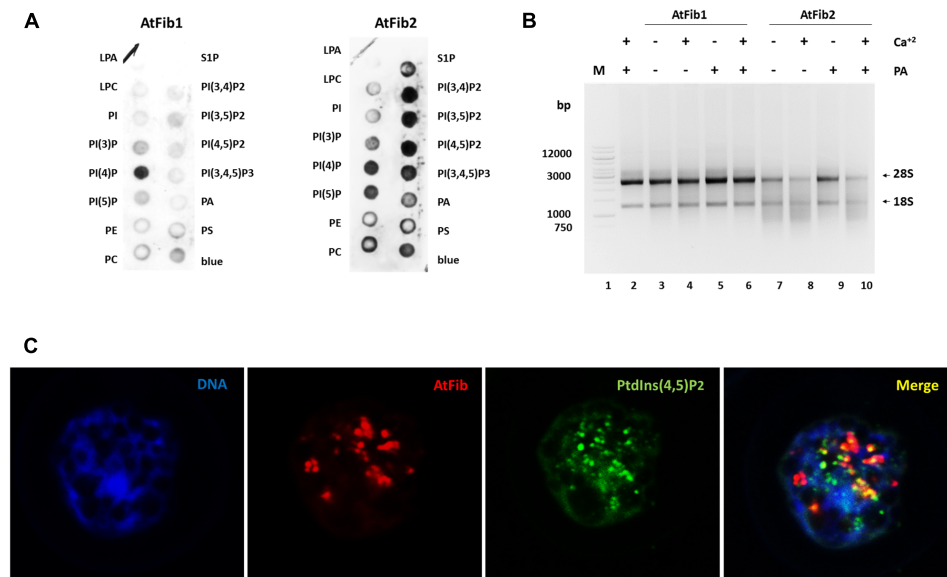 A
AtFib1
AtFib2
LPA
S1P
LPC
PI(3,4)P2
PI
PI(3,5)P2
PI(3)P
PI(4,5)P2
PI(4)P
PI(3,4,5)P3
PI(5)P
PA
PE
PS
PC
blue
LPA
S1P
LPC
PI(3,4)P2
PI
PI(3,5)P2
PI(3)P
PI(4,5)P2
PI(4)P
PI(3,4,5)P3
PI(5)P
PA
PE
PS
PC
blue
B
AtFib1 AtFib2
+ - + - + - + - + Ca+2
M + - - + + - - + + PA
bp
12000
3000
1000
750
28S
18S
1 2 3 4 5 6 7 8 9 10
C
DNA
AtFib
PtdIns(4,5)P2
Merge